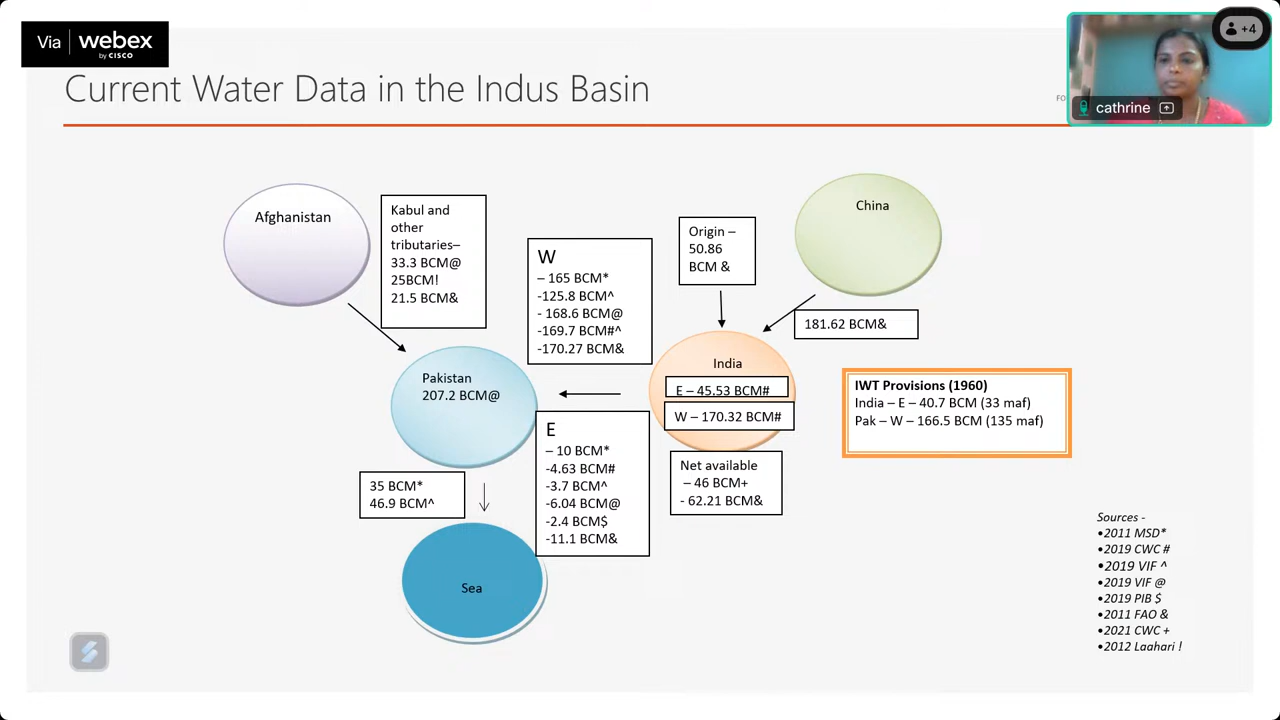 Via webex
by CISCO
+4
cathrine
Current Water Data in the Indus Basin
Afghanistan
Kabul and
other
tributaries–
33.3 BCM@
25BCM!
21.5 BCM&
W
– 165 BCM*
-125.8 BCM^
- 168.6 BCM@
-169.7 BCM#^
-170.27 BCM&
Origin –
50.86
BCM &
China
181.62 BCM&
Pakistan
207.2 BCM@
India
E – 45.53 BCM#
W – 170.32 BCM#
IWT Provisions (1960)
India – E – 40.7 BCM (33 maf)
Pak – W – 166.5 BCM (135 maf)
E
– 10 BCM*
-4.63 BCM#
-3.7 BCM^
-6.04 BCM@
-2.4 BCM$
-11.1 BCM&
Net available
– 46 BCM+
- 62.21 BCM&
35 BCM*
46.9 BCM^
Sea
Sources -
•2011 MSD*
•2019 CWC #
•2019 VIF ^
•2019 VIF @
•2019 PIB $
•2011 FAO &
•2021 CWC +
•2012 Laahari !